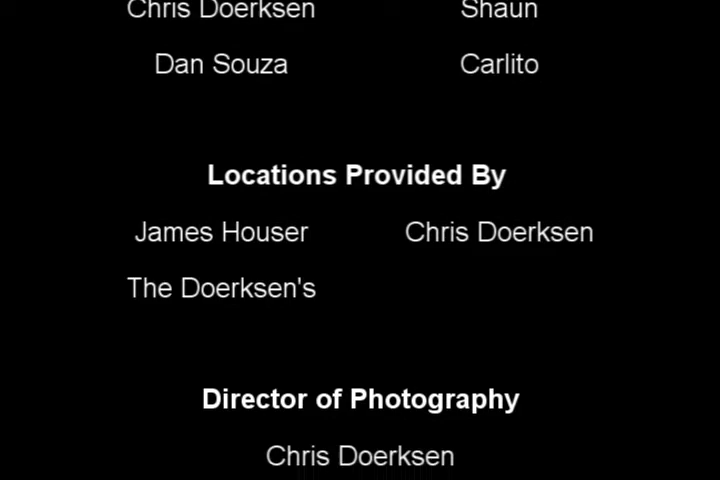 Chris Doerksen Shaun
Dan Souza Carlito
Locations Provided By
James Houser Chris Doerksen
The Doerksen's
Director of Photography
Chris Doerksen